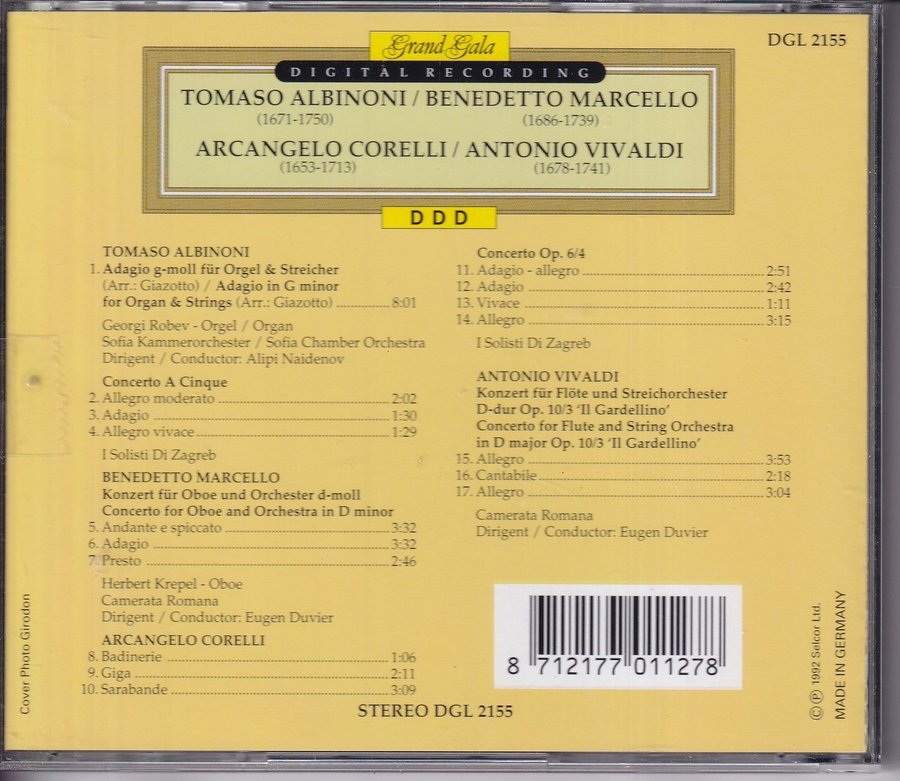 DGL 2155
Grand Gala
DIGITAL RECORDING
TOMASO ALBINONI / BENEDETTO MARCELLO
(1671-1750) (1686-1739)
ARCANGELO CORELLI / ANTONIO VIVALDI
(1653-1713) (1678-1741)
DDD
TOMASO ALBINONI
1. Adagio g-moll für Orgel & Streicher
(Arr.: Giazotto) / Adagio in G minor
for Organ & Strings (Arr.: Giazotto) 8:01
Georgi Robev - Orgel / Organ
Sofia Kammerorchester / Sofia Chamber Orchestra
Dirigent / Conductor: Alipi Naidenov
Concerto A Cinque
2. Allegro moderato 2:02
3. Adagio 1:30
4. Allegro vivace 1:29
I Solisti Di Zagreb
BENEDETTO MARCELLO
Konzert für Oboe und Orchester d-moll
Concerto for Oboe and Orchestra in D minor
5. Andante e spiccato 3:32
6. Adagio 3:32
7. Presto 2:46
Herbert Krepel - Oboe
Camerata Romana
Dirigent / Conductor: Eugen Duvier
ARCANGELO CORELLI
8. Badinerie 1:06
9. Giga 2:11
10. Sarabande 3:09
Concerto Op. 6/4
11. Adagio - allegro 2:51
12. Adagio 2:42
13. Vivace 1:11
14. Allegro 3:15
I Solisti Di Zagreb
ANTONIO VIVALDI
Konzert für Flöte und Streichorchester
D-dur Op. 10/3 'Il Gardellino'
Concerto for Flute and String Orchestra
in D major Op. 10/3 'Il Gardellino'
15. Allegro 3:53
16. Cantabile 2:18
17. Allegro 3:04
Camerata Romana
Dirigent / Conductor: Eugen Duvier
8 712177 011278
STEREO DGL 2155
Cover Photo Girodon
© ℗ 1992 Selcor Ltd.
MADE IN GERMANY